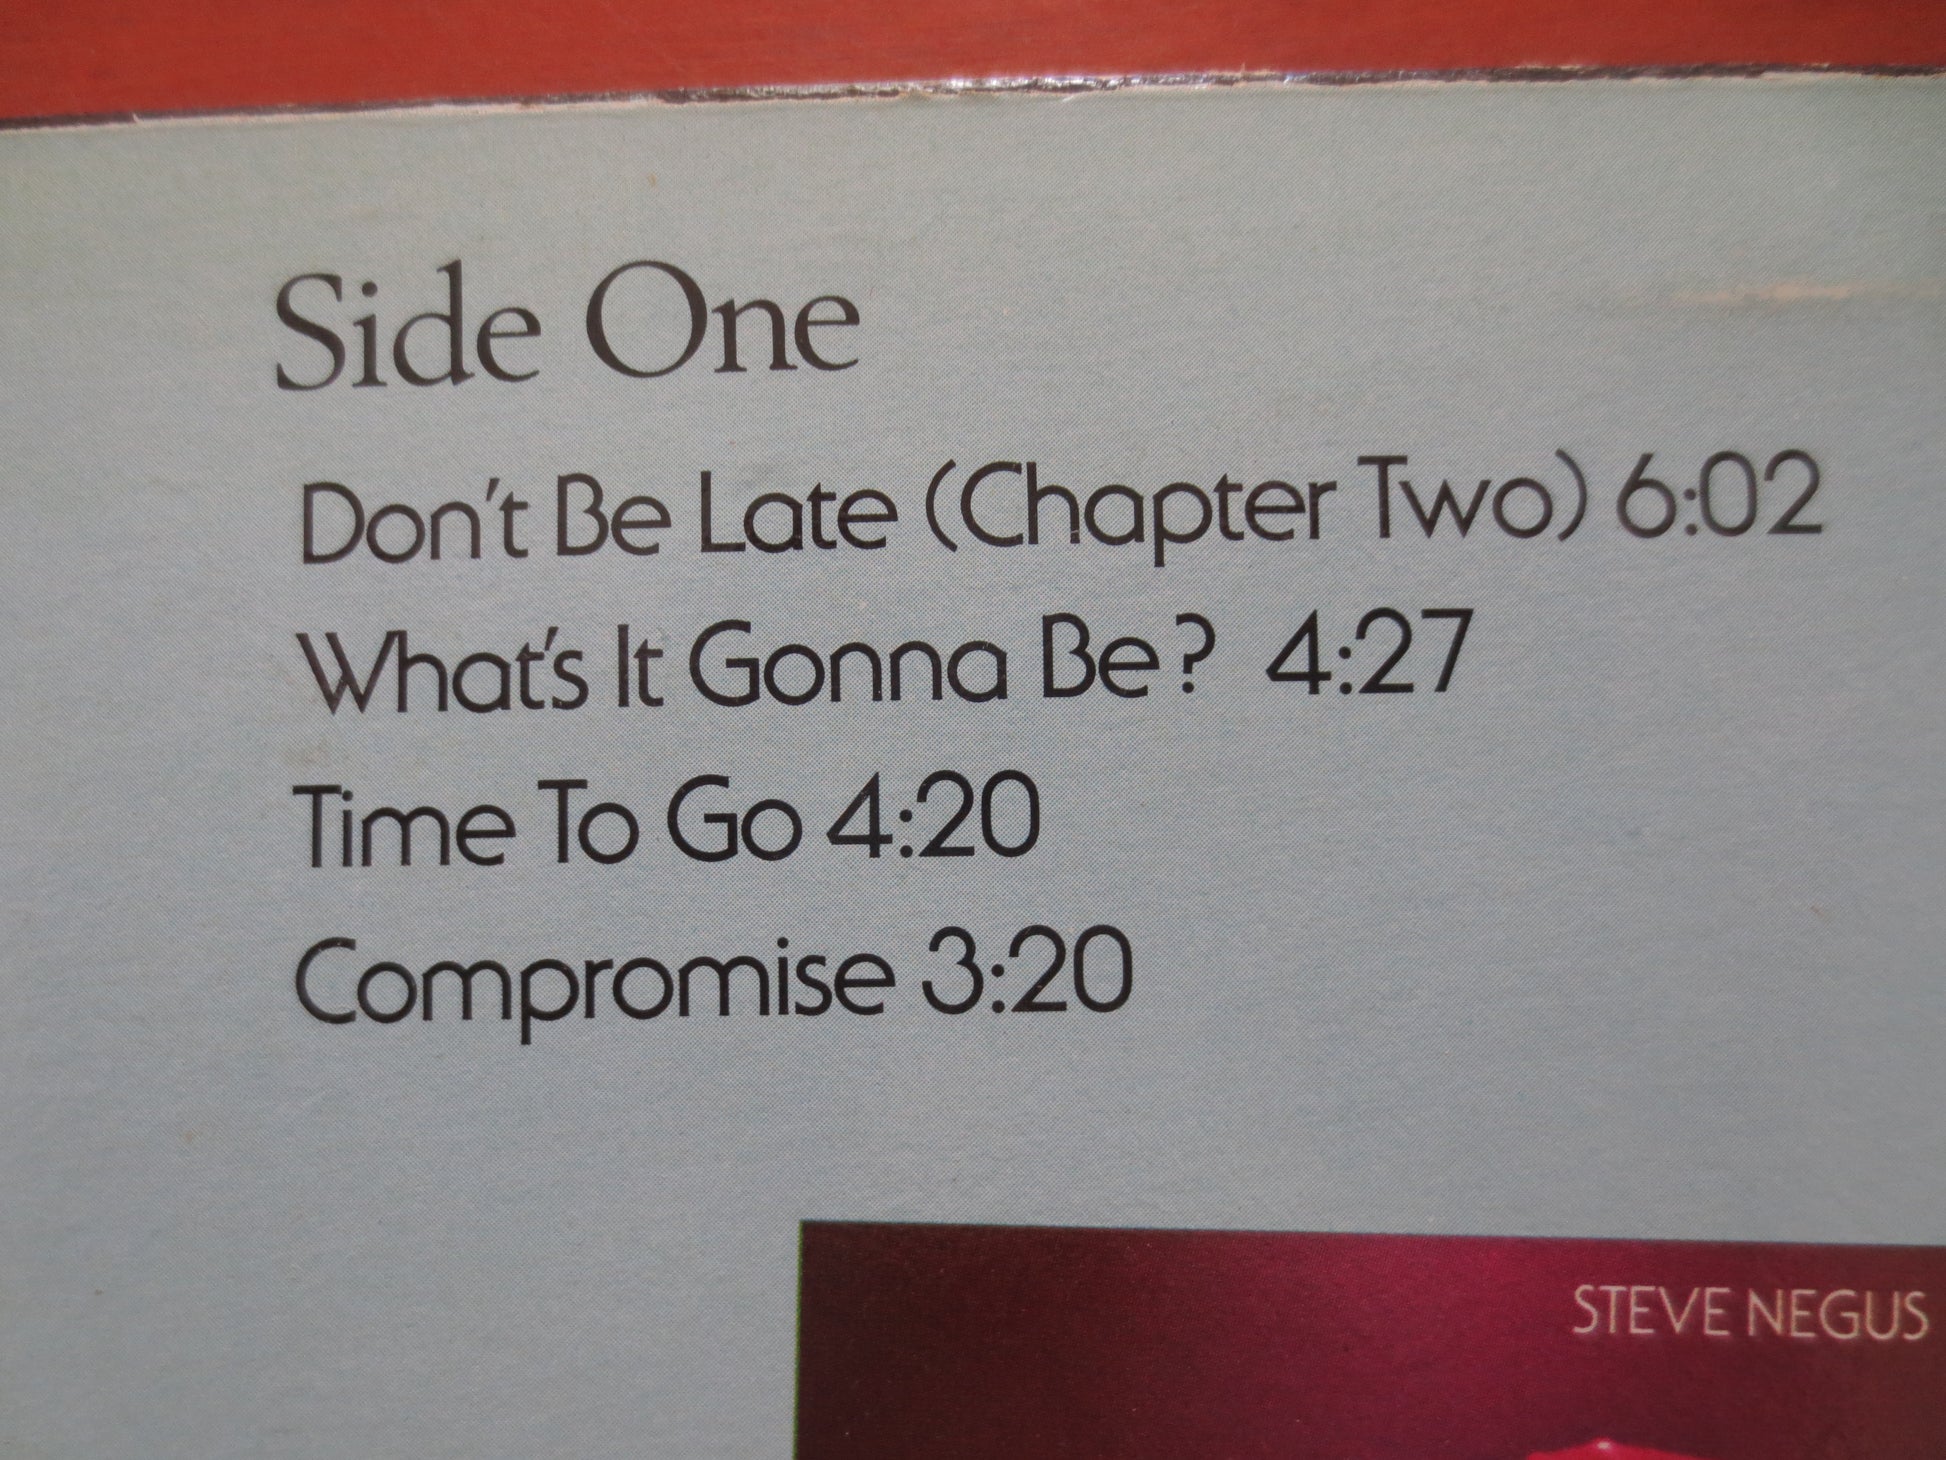 Side One
Don't Be Late (Chapter Two) 6:02
What's It Gonna Be? 4:27
Time To Go 4:20
Compromise 3:20
STEVE NEGUS